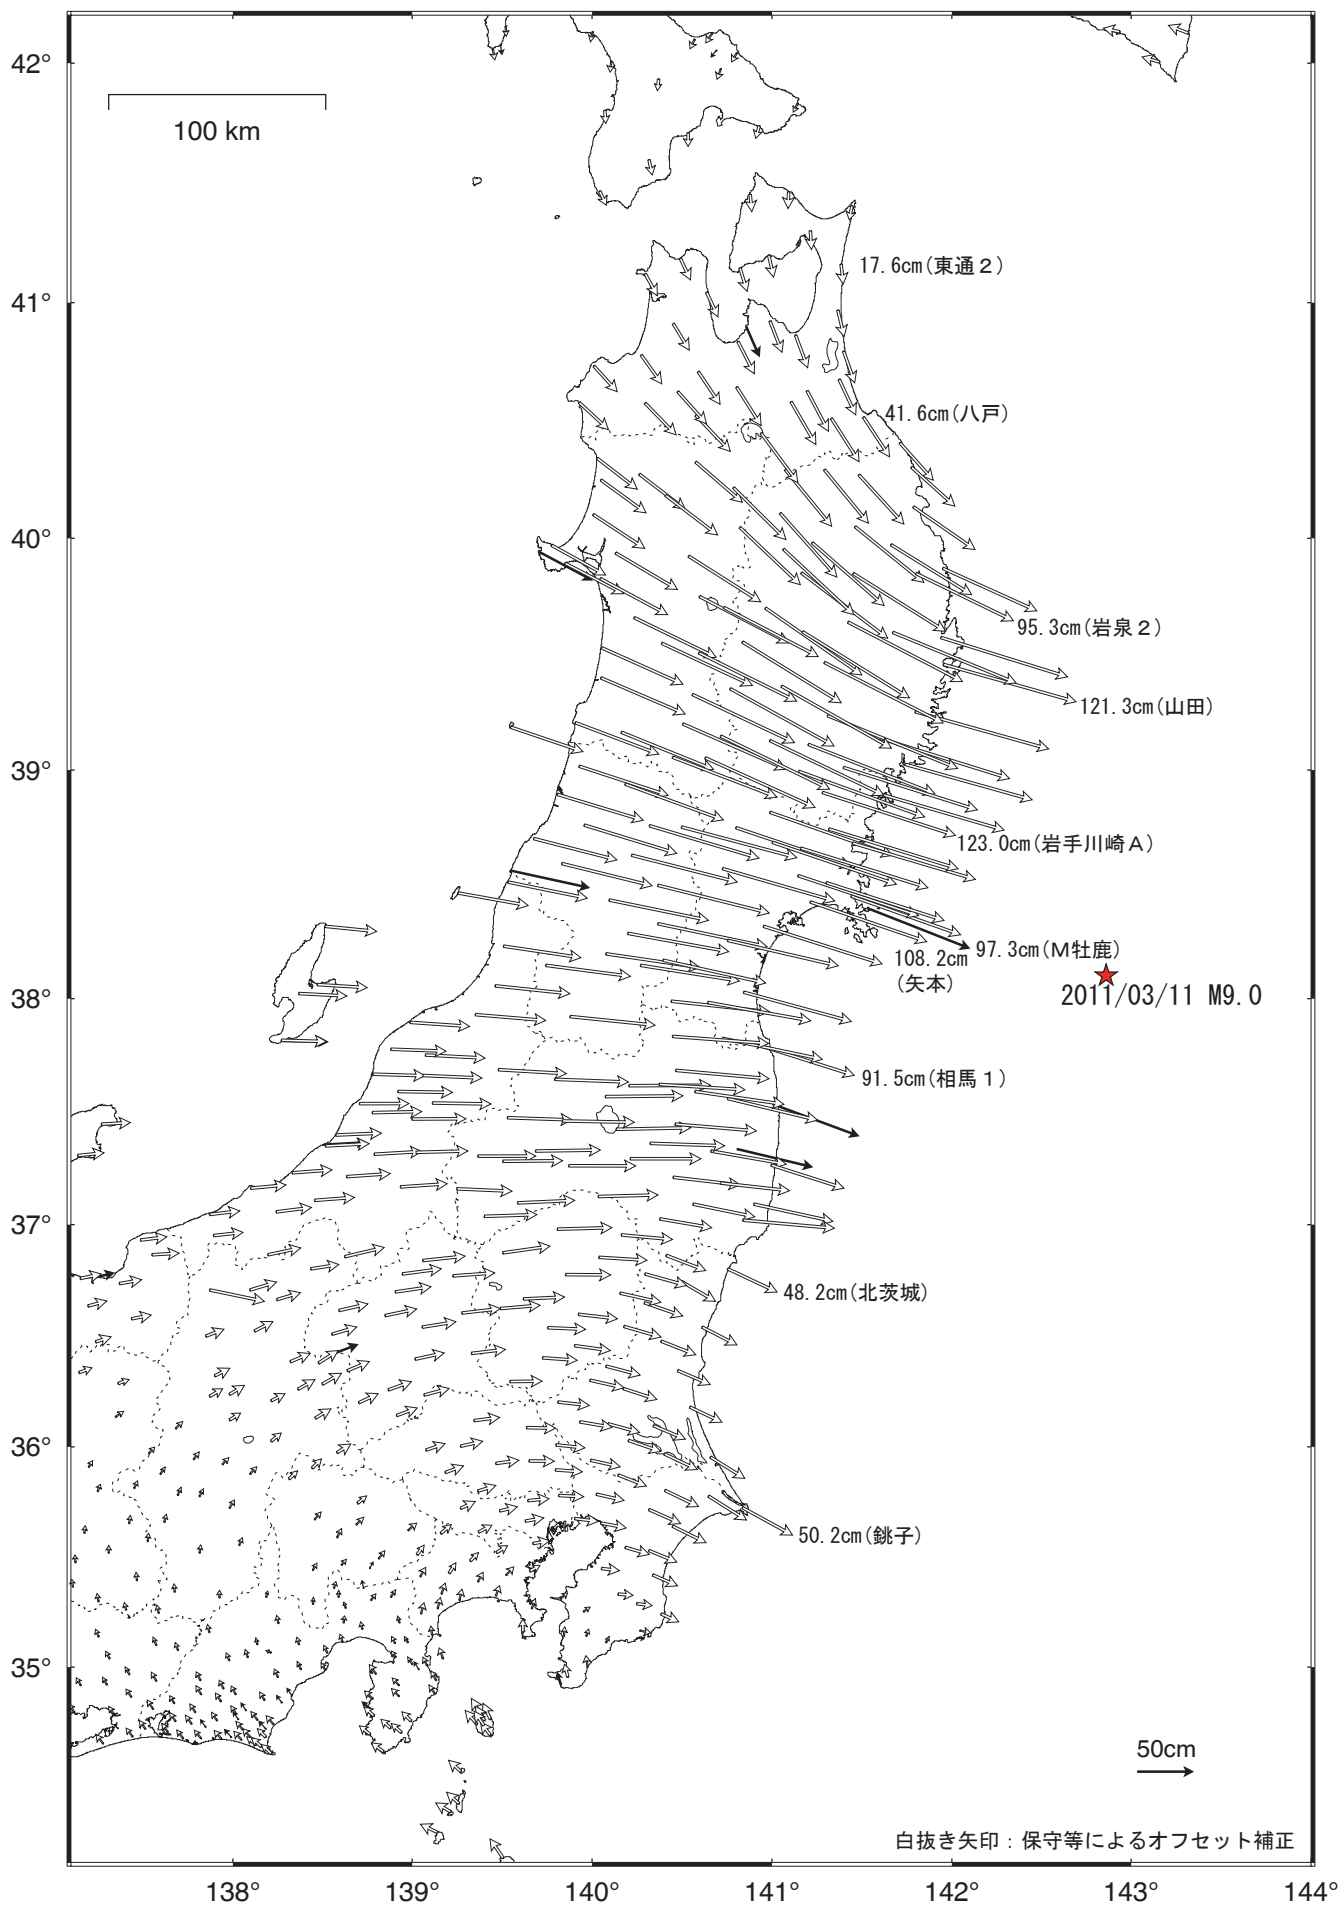 42°
100 km
17.6cm(東通2)
41°
41.6cm(八戸)
40°
95.3cm(岩泉2)
121.3cm(山田)
39°
123.0cm(岩手川崎A)
97.3cm(M牡鹿)
108.2cm
(矢本)
38°
2011/03/11 M9.0
91.5cm(相馬1)
37°
48.2cm(北茨城)
36°
50.2cm(銚子)
35°
50cm
白抜き矢印:保守等によるオフセット補正
138°
139°
140°
141°
142°
143°
144°